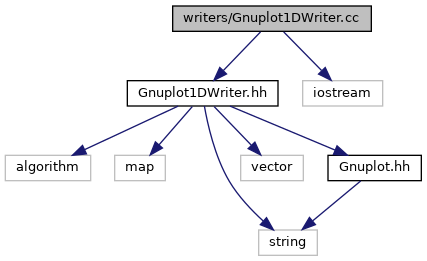 writers/Gnuplot1DWriter.cc
Gnuplot1DWriter.hh
iostream
algorithm
map
vector
Gnuplot.hh
string